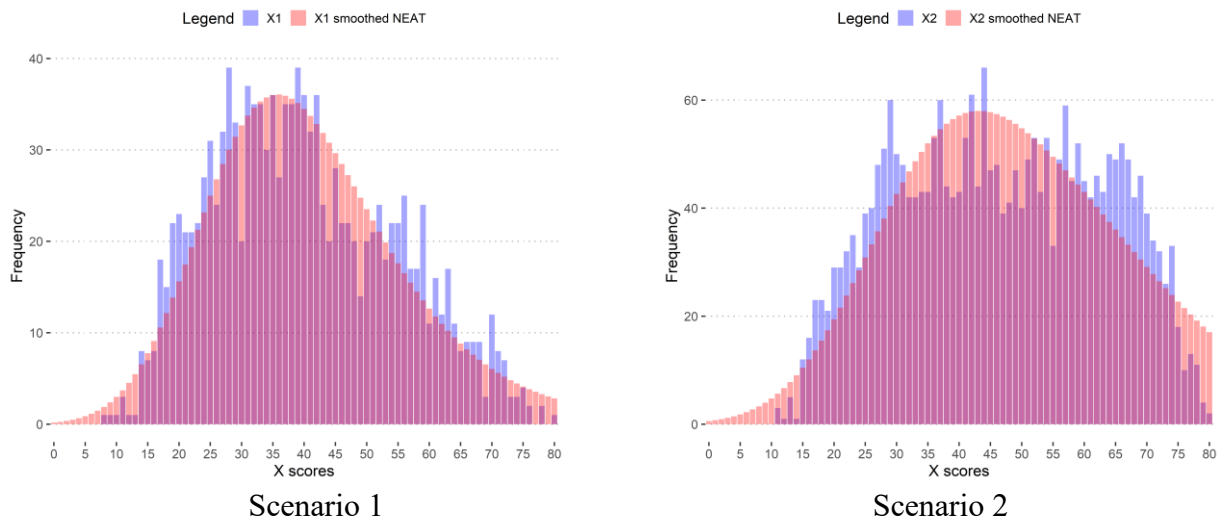 Legend X1 X1 smoothed NEAT
40
30
20
10
0
Frequency
0 5 10 15 20 25 30 35 40 45 50 55 60 65 70 75 80
X scores
Scenario 1
Legend X2 X2 smoothed NEAT
60
40
20
0
Frequency
0 5 10 15 20 25 30 35 40 45 50 55 60 65 70 75 80
X scores
Scenario 2